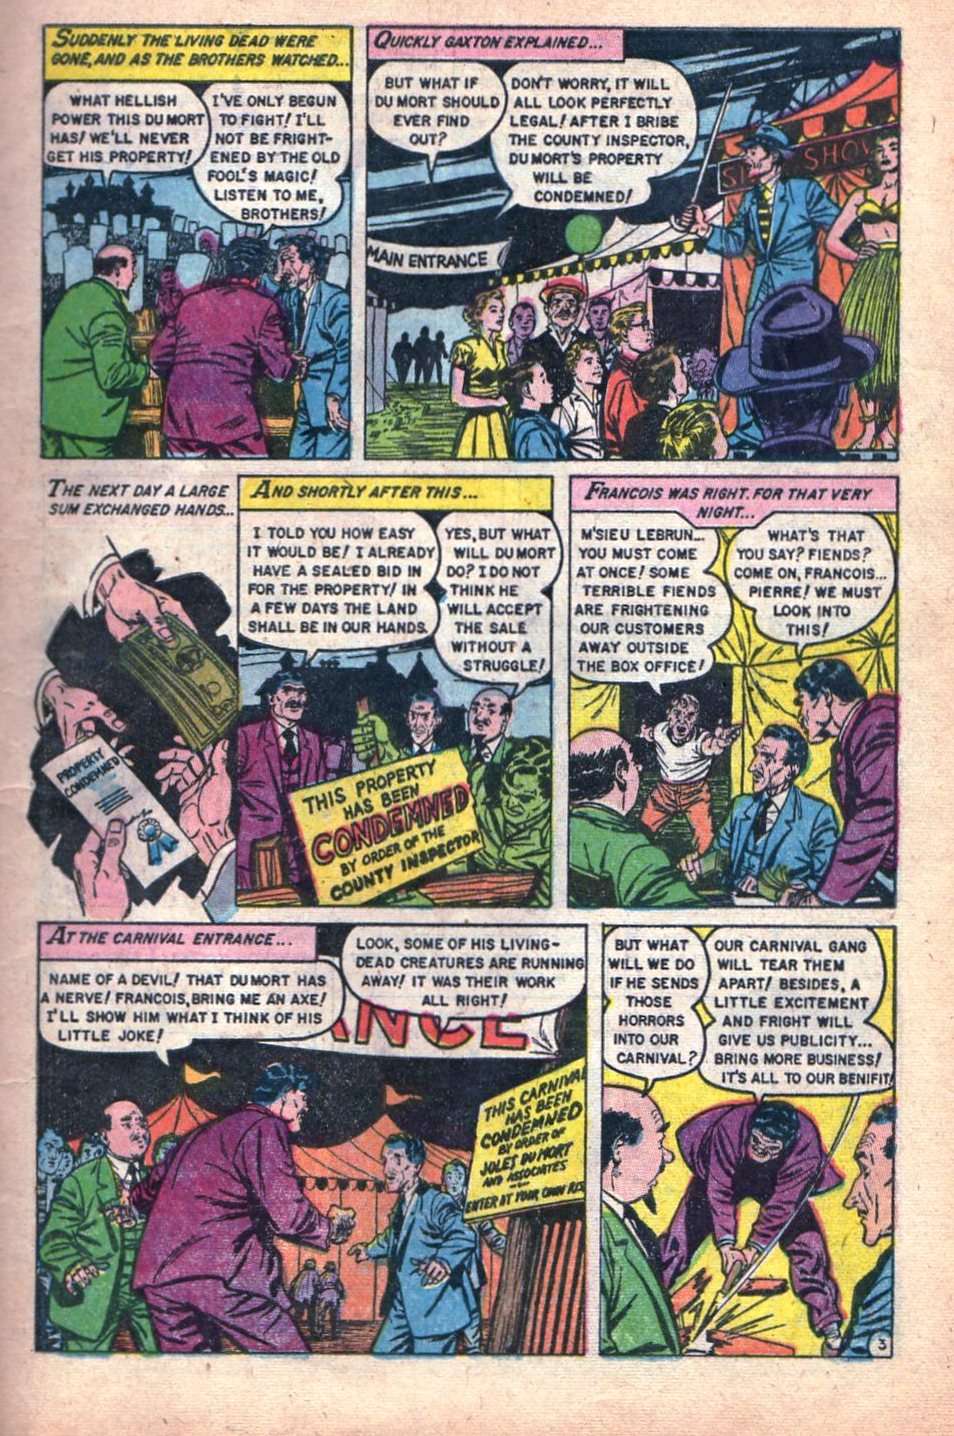 SUDDENLY THE LIVING DEAD WERE
GONE, AND AS THE BROTHERS WATCHED...
WHAT HELLISH
POWER THIS DU MORT
HAS! WE'LL NEVER
GET HIS PROPERTY!
I'VE ONLY BEGUN
TO FIGHT! I'LL
NOT BE FRIGHT-
ENED BY THE OLD
FOOL'S MAGIC!
LISTEN TO ME,
BROTHERS!
QUICKLY GAXTON EXPLAINED...
BUT WHAT IF
DU MORT SHOULD
EVER FIND
OUT?
DON'T WORRY, IT WILL
ALL LOOK PERFECTLY
LEGAL! AFTER I BRIBE
THE COUNTY INSPECTOR,
DU MORT'S PROPERTY
WILL BE
CONDEMNED!
SHOW
MAIN ENTRANCE
THE NEXT DAY A LARGE
SUM EXCHANGED HANDS...
PROPERTY
CONDEMNED
AND SHORTLY AFTER THIS...
I TOLD YOU HOW EASY
IT WOULD BE! I ALREADY
HAVE A SEALED BID IN
FOR THE PROPERTY! IN
A FEW DAYS THE LAND
SHALL BE IN OUR HANDS.
YES, BUT WHAT
WILL DU MORT
DO? I DO NOT
THINK HE
WILL ACCEPT
THE SALE
WITHOUT A
STRUGGLE!
THIS PROPERTY
HAS BEEN
CONDEMNED
BY ORDER OF THE
COUNTY INSPECTOR
FRANCOIS WAS RIGHT. FOR THAT VERY
NIGHT...
M'SIEU LEBRUN...
YOU MUST COME
AT ONCE! SOME
TERRIBLE FIENDS
ARE FRIGHTENING
OUR CUSTOMERS
AWAY OUTSIDE
THE BOX OFFICE!
WHAT'S THAT
YOU SAY? FIENDS?
COME ON, FRANCOIS...
PIERRE! WE MUST
LOOK INTO
THIS!
AT THE CARNIVAL ENTRANCE...
NAME OF A DEVIL! THAT DU MORT HAS
A NERVE! FRANCOIS, BRING ME AN AXE!
I'LL SHOW HIM WHAT I THINK OF HIS
LITTLE JOKE!
LOOK, SOME OF HIS LIVING-
DEAD CREATURES ARE RUNNING
AWAY! IT WAS THEIR WORK
ALL RIGHT!
ANCE
THIS CARNIVAL
HAS BEEN
CONDEMNED
BY ORDER OF
JULET DU MORT
AND ASSOCIATES
ENTER AT YOUR OWN RIS
BUT WHAT
WILL WE DO
IF HE SENDS
THOSE
HORRORS
INTO OUR
CARNIVAL?
OUR CARNIVAL GANG
WILL TEAR THEM
APART! BESIDES, A
LITTLE EXCITEMENT
AND FRIGHT WILL
GIVE US PUBLICITY...
BRING MORE BUSINESS!
IT'S ALL TO OUR BENIFIT!
3